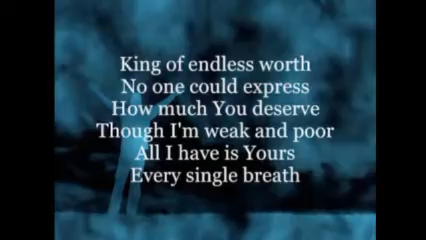 King of endless worth
No one could express
How much You deserve
Though I'm weak and poor
All I have is Yours
Every single breath